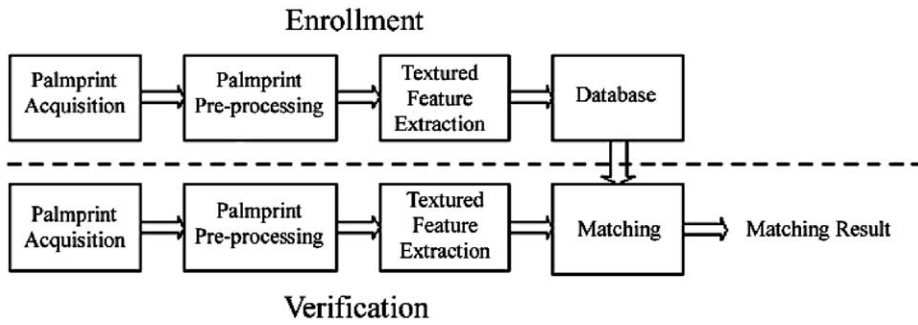 Enrollment
Palmprint
Acquisition
Palmprint
Pre-processing
Textured
Feature
Extraction
Database
Palmprint
Acquisition
Palmprint
Pre-processing
Textured
Feature
Extraction
Matching
Matching Result
Verification